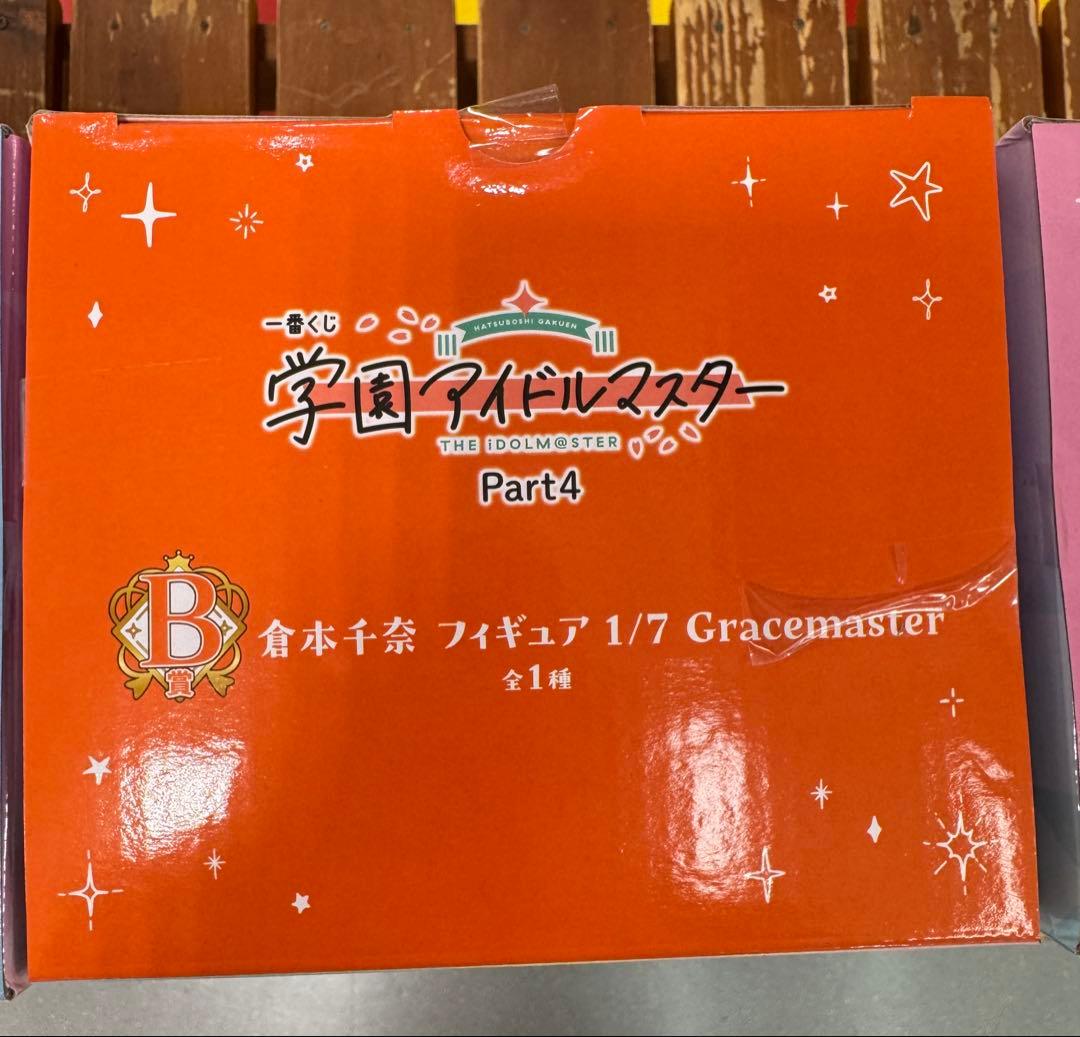 一番くじ
HATSUBOSHI GAKUEN
学園アイドルマスター
THE iDOLM@STER
Part4
B賞
倉本千奈 フィギュア 1/7 Gracemaster
全1種